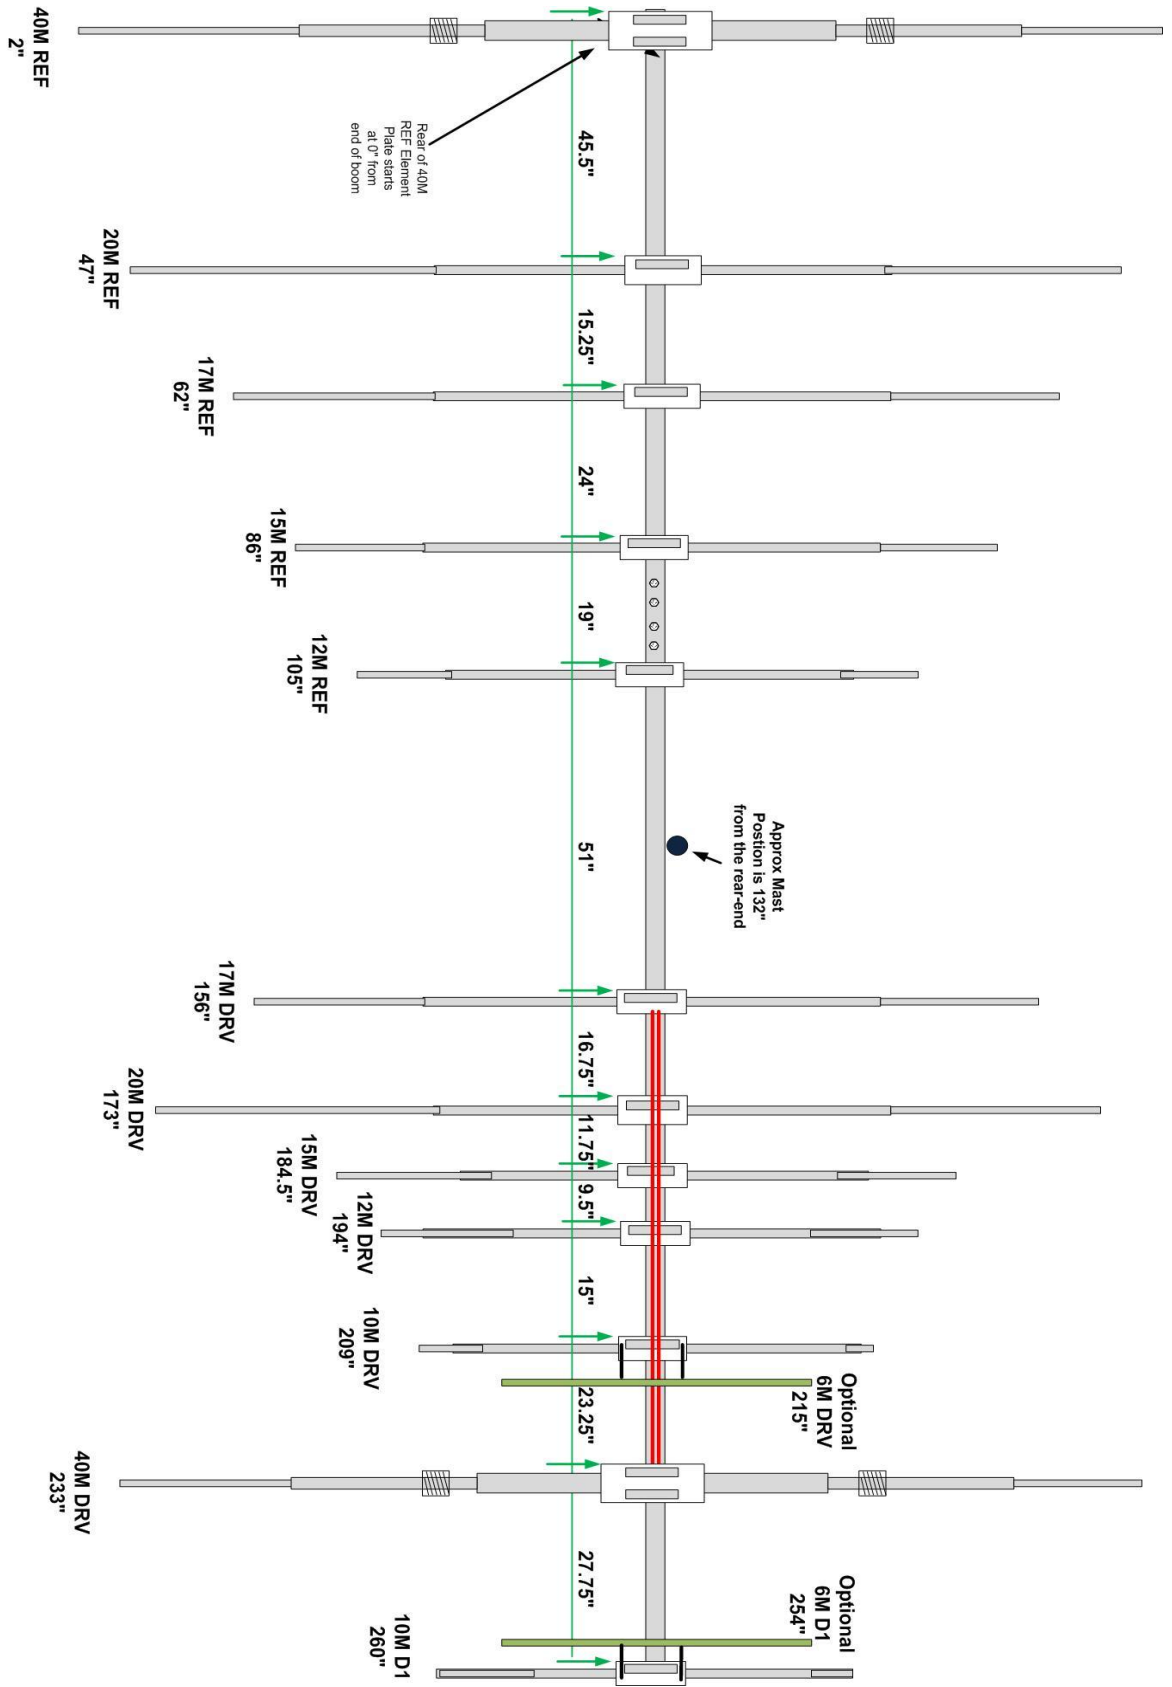 40M REF
2"
Rear of 40M
REF Element
Plate starts
at 0" from
end of boom
45.5"
20M REF
47"
15.25"
17M REF
62"
24"
15M REF
86"
19"
12M REF
105"
Approx Mast
Postion is 132"
from the rear-end
51"
17M DRV
156"
16.75"
20M DRV
173"
11.75"
15M DRV
184.5"
9.5"
12M DRV
194"
15"
10M DRV
209"
Optional
6M DRV
215"
23.25"
40M DRV
233"
27.75"
Optional
6M D1
254"
10M D1
260"